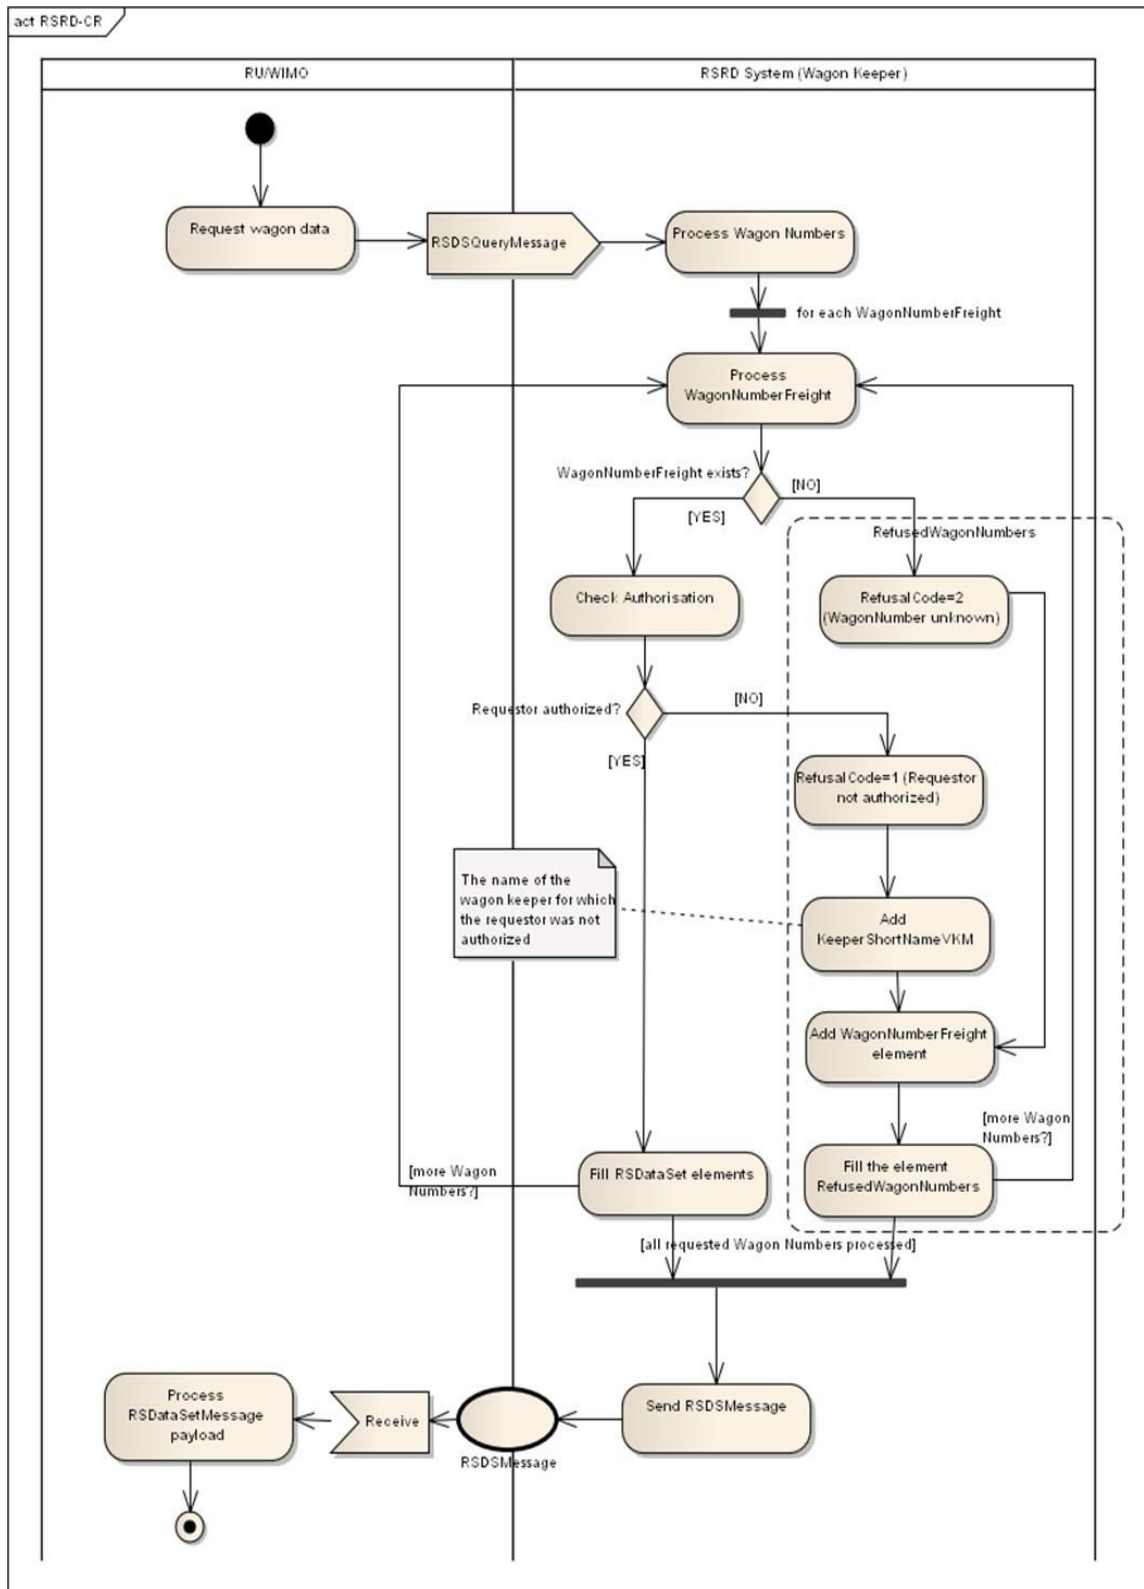 act RSRD-CR
RU/WIMO
RSRD System (Wagon Keeper)
Request wagon data
RSDSQueryMessage
Process Wagon Numbers
for each WagonNumberFreight
Process
WagonNumberFreight
WagonNumberFreight exists?
[NO]
[YES]
RefusedWagonNumbers
Check Authorisation
RefusalCode=2
(WagonNumber unknown)
Requestor authorized?
[NO]
[YES]
RefusalCode=1 (Requestor
not authorized)
The name of the
wagon keeper for which
the requestor was not
authorized
Add
KeeperShortNameVKM
Add WagonNumberFreight
element
[more Wagon
Numbers?]
[more Wagon
Numbers?]
Fill RSDataSet elements
Fill the element
RefusedWagonNumbers
[all requested Wagon Numbers processed]
Process
RSDataSetMessage
payload
Receive
RSDSMessage
Send RSDSMessage